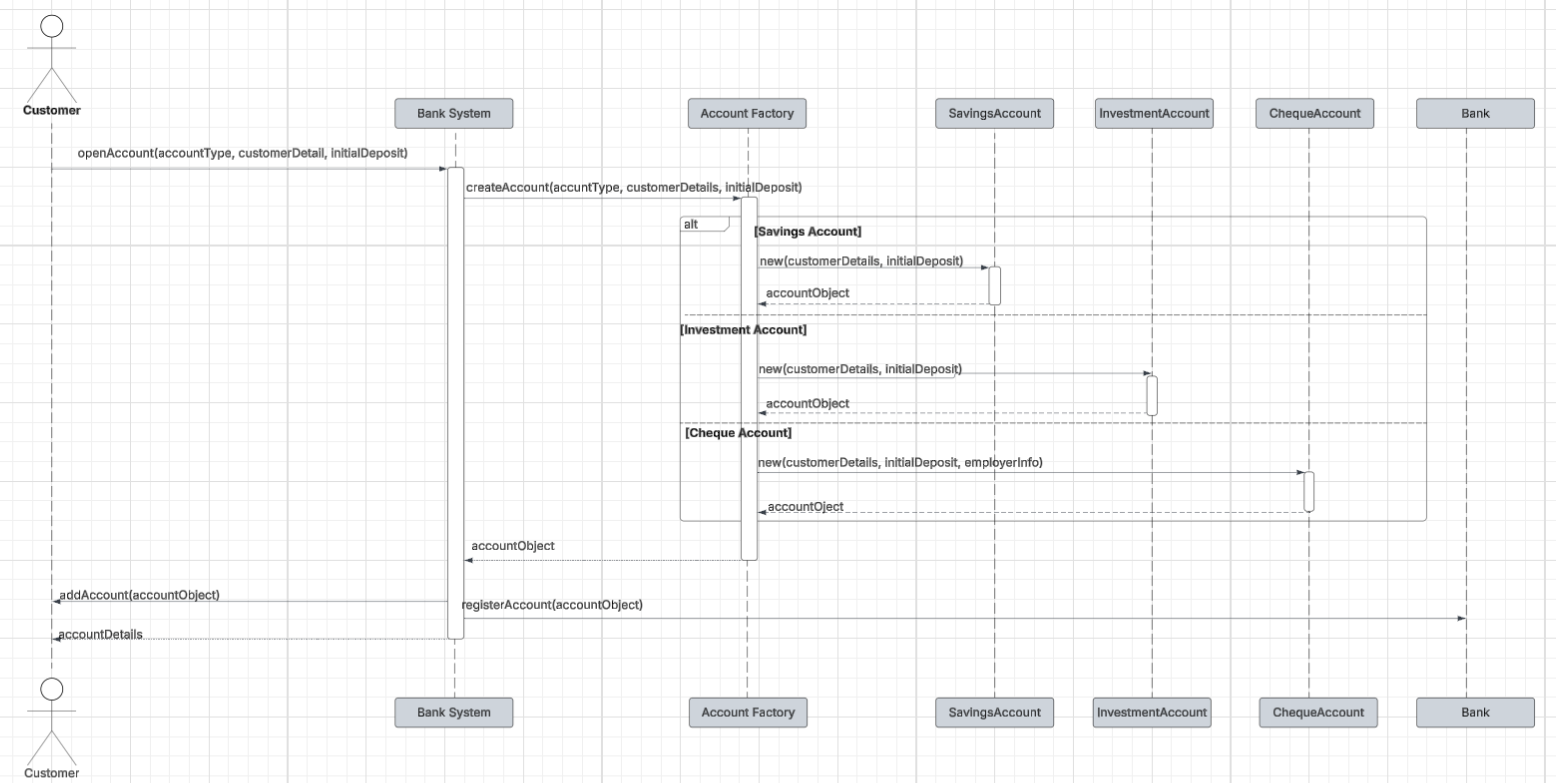 Customer
Bank System
Account Factory
SavingsAccount
InvestmentAccount
ChequeAccount
Bank
openAccount(accountType, customerDetail, initialDeposit)
createAccount(accuntType, customerDetails, initialDeposit)
alt
[Savings Account]
new(customerDetails, initialDeposit)
accountObject
[Investment Account]
new(customerDetails, initialDeposit)
accountObject
[Cheque Account]
new(customerDetails, initialDeposit, employerInfo)
accountOject
accountObject
addAccount(accountObject)
registerAccount(accountObject)
accountDetails
Bank System
Account Factory
SavingsAccount
InvestmentAccount
ChequeAccount
Bank
Customer